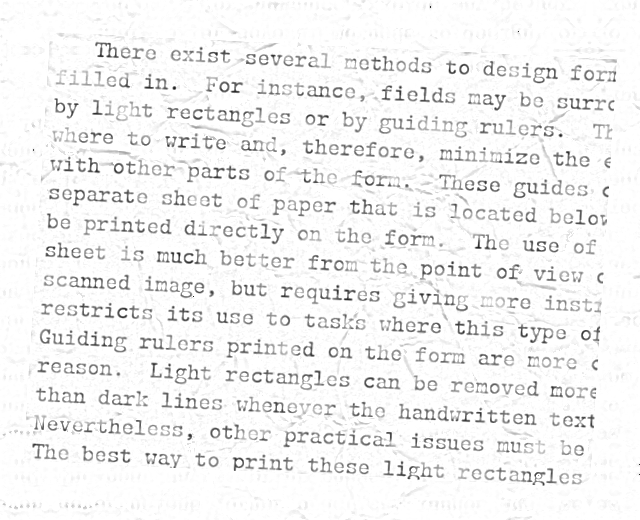 There exist several methods to design
filled in. For instance, fields may be
by light rectangles or by guiding rulers.
where to write and, therefore, minimize the
with other parts of the form. These guides
separate sheet of paper that is located
be printed directly on the form. The use of
sheet is much better from the point of view
scanned image, but requires giving more
restricts its use to tasks where this type of
Guiding rulers printed on the form are more
reason. Light rectangles can be removed more
than dark lines whenever the handwritten text
Nevertheless, other practical issues must be
The best way to print these light rectangles